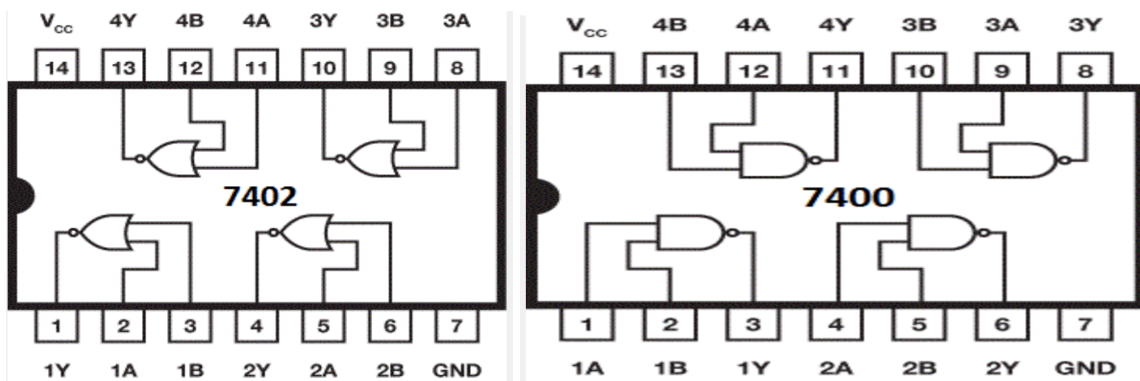 VCC 4Y 4B 4A 3Y 3B 3A
14 13 12 11 10 9 8
7402
1 2 3 4 5 6 7
1Y 1A 1B 2Y 2A 2B GND
VCC 4B 4A 4Y 3B 3A 3Y
14 13 12 11 10 9 8
7400
1 2 3 4 5 6 7
1A 1B 1Y 2A 2B 2Y GND